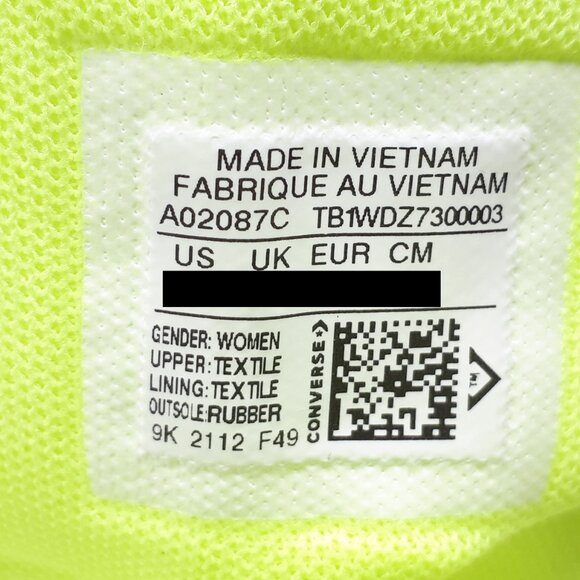 MADE IN VIETNAM
FABRIQUE AU VIETNAM
A02087C TB1WDZ7300003
US UK EUR CM
GENDER: WOMEN
UPPER: TEXTILE
LINING: TEXTILE
OUTSOLE:RUBBER
9K 2112 F49
CONVERSE
TM